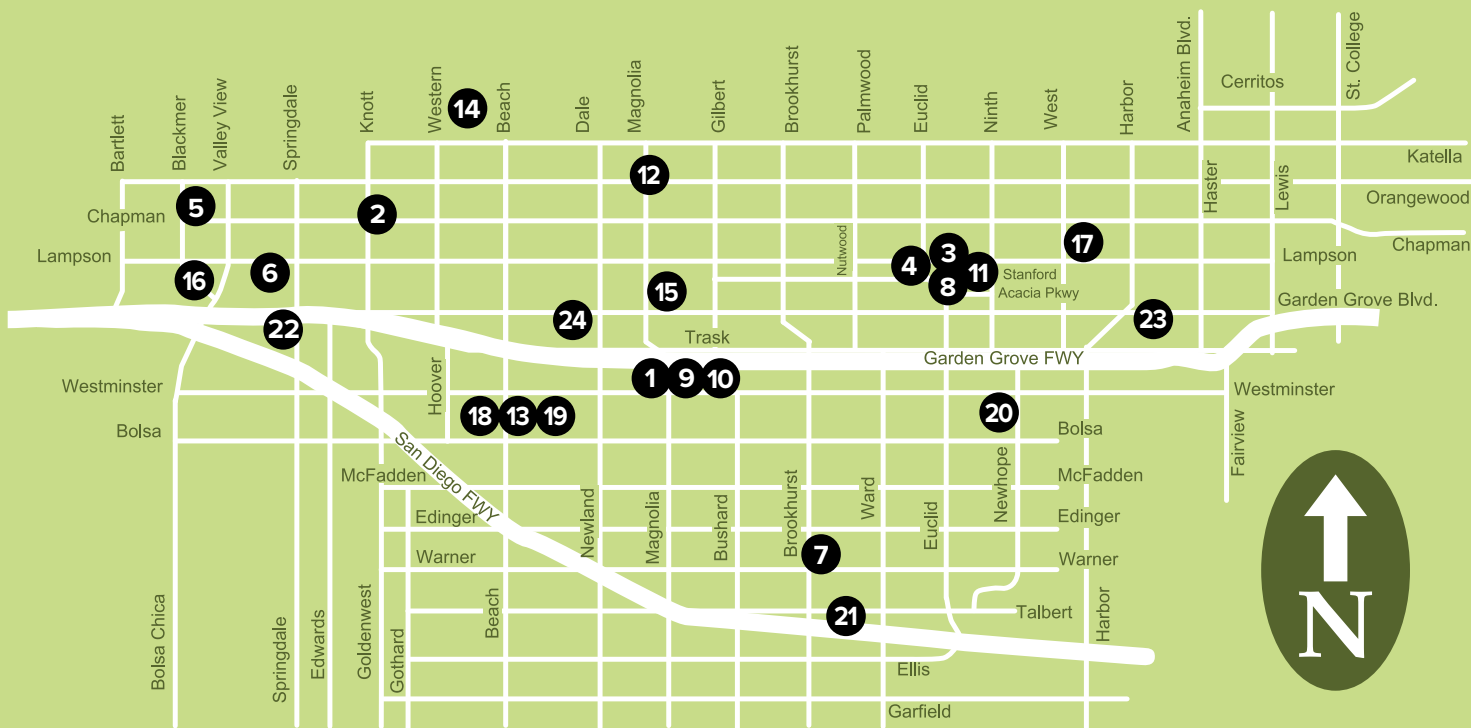 Bartlett
Blackmer
Valley View
Springdale
Knott
Western
Beach
Dale
Magnolia
Gilbert
Brookhurst
Palmwood
Euclid
Ninth
West
Harbor
Anaheim Blvd.
Cerritos
St. College
14
Katella
12
Haster
Lewis
Orangewood
5
Chapman
2
Nutwood
17
Chapman
Lampson
16
6
15
4
3
11
8
Stanford
Acacia Pkwy
Lampson
Garden Grove Blvd.
22
24
Trask
23
Garden Grove FWY
Westminster
Hoover
1
9
10
Westminster
18
13
19
20
Bolsa
Bolsa
San Diego FWY
McFadden
Newhope
McFadden
Fairview
Edinger
Newland
Magnolia
Bushard
Brookhurst
Ward
Euclid
Edinger
Warner
7
Warner
Bolsa Chica
Springdale
Edwards
Goldenwest
Gothard
Beach
21
Talbert
Harbor
Ellis
Garfield
N